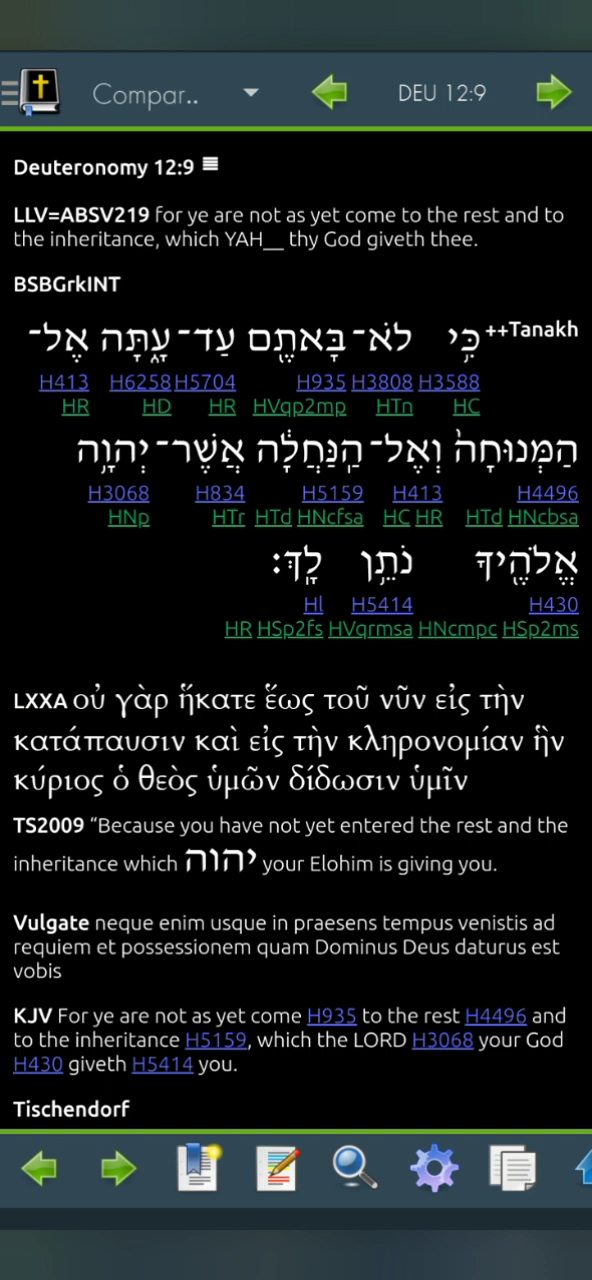 Compar..
DEU 12:9
Deuteronomy 12:9
LLV=ABSV219 for ye are not as yet come to the rest and to
the inheritance, which YAH__ thy God giveth thee.
BSBGrkINT
++Tanakh כִּ֥י לֹא־ בָּאתֶ֖ם עַד־ עָ֑תָּה אֶל־
H413 H6258 H5704 H935 H3808 H3588
HR HD HR HVqp2mp HTn HC
הַמְּנוּחָה֙ וְאֶל־ הַֽנַּחֲלָ֔ה אֲשֶׁר־ יְהוָ֥ה
H3068 H834 H5159 H413 H4496
HNp HTr HTd HNcfsa HC HR HTd HNcbsa
אֱלֹהֶ֖יךָ נֹתֵ֥ן לָֽךְ׃
Hl H5414 H430
HR HSp2fs HVqrmsa HNcmpc HSp2ms
LXXA οὐ γὰρ ἥκατε ἕως τοῦ νῦν εἰς τὴν
κατάπαυσιν καὶ εἰς τὴν κληρονομίαν ἣν
κύριος ὁ θεὸς ὑμῶν δίδωσιν ὑμῖν
TS2009 “Because you have not yet entered the rest and the
inheritance which יהוה your Elohim is giving you.
Vulgate neque enim usque in praesens tempus venistis ad
requiem et possessionem quam Dominus Deus daturus est
vobis
KJV For ye are not as yet come H935 to the rest H4496 and
to the inheritance H5159, which the LORD H3068 your God
H430 giveth H5414 you.
Tischendorf